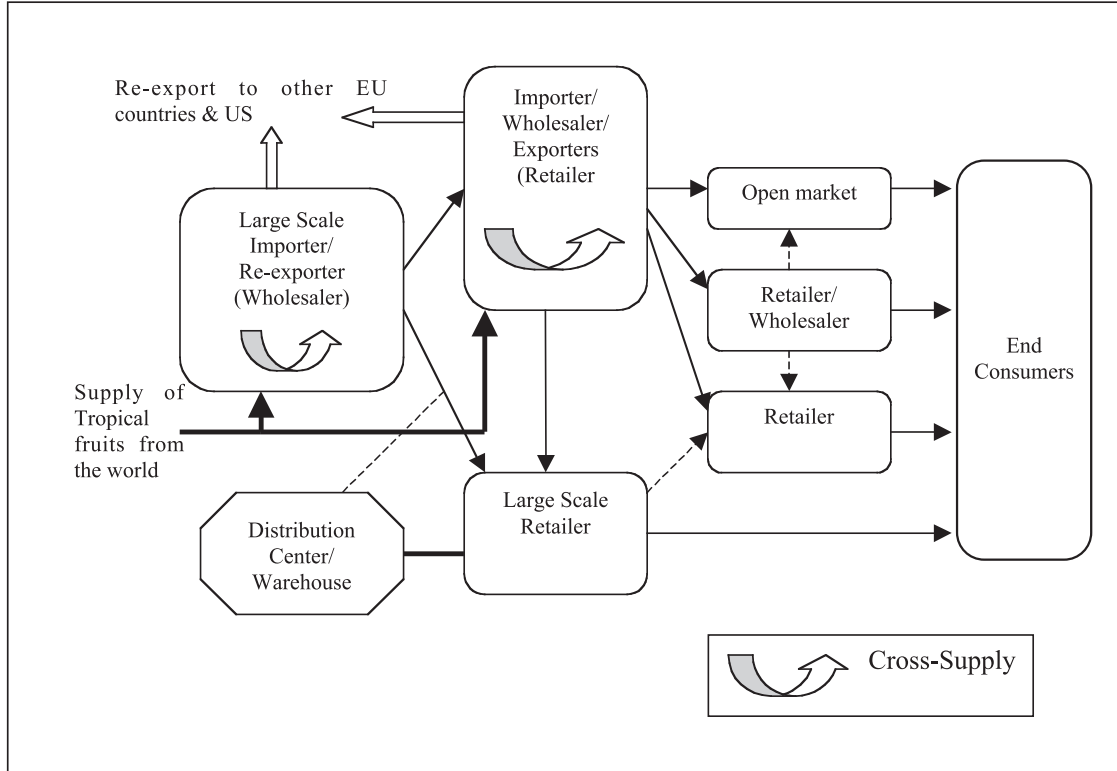 Re-export to other EU
countries & US
Importer/
Wholesaler/
Exporters
(Retailer
Large Scale
Importer/
Re-exporter
(Wholesaler)
Open market
Retailer/
Wholesaler
End
Consumers
Supply of
Tropical
fruits from
the world
Retailer
Large Scale
Retailer
Distribution
Center/
Warehouse
Cross-Supply